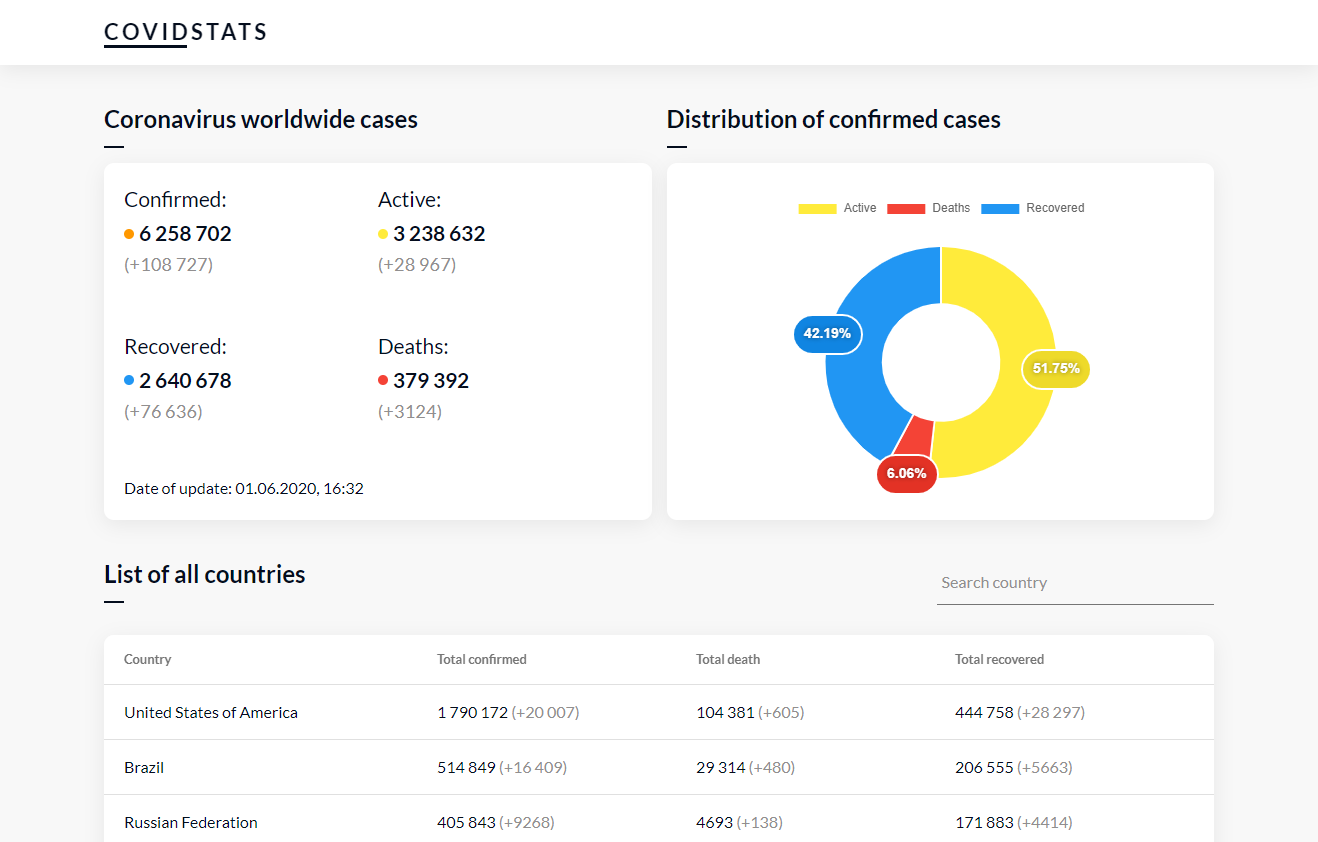 COVIDSTATS
Coronavirus worldwide cases
Confirmed:
6 258 702
(+108 727)
Active:
3 238 632
(+28 967)
Recovered:
2 640 678
(+76 636)
Deaths:
379 392
(+3124)
Date of update: 01.06.2020, 16:32
Distribution of confirmed cases
Active Deaths Recovered
42.19%
51.75%
6.06%
List of all countries
Search country
Country Total confirmed Total death Total recovered
United States of America 1 790 172 (+20 007) 104 381 (+605) 444 758 (+28 297)
Brazil 514 849 (+16 409) 29 314 (+480) 206 555 (+5663)
Russian Federation 405 843 (+9268) 4693 (+138) 171 883 (+4414)